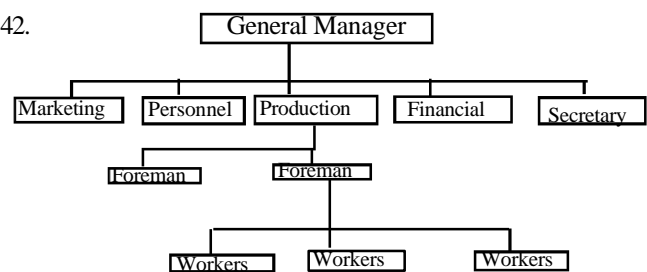 42.
General Manager
Marketing Personnel Production Financial Secretary
Foreman Foreman
Workers Workers Workers